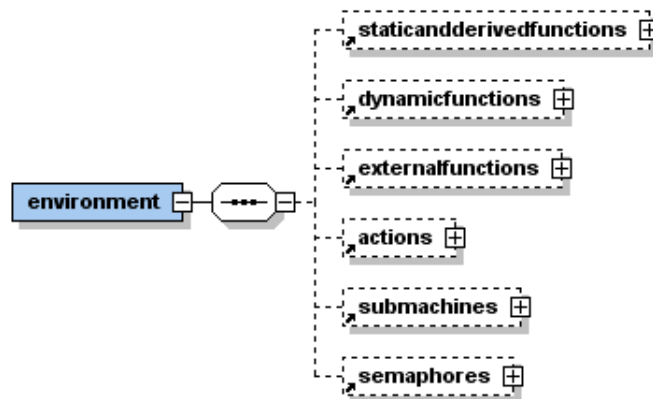 staticandderivedfunctions
dynamicfunctions
externalfunctions
environment
actions
submachines
semaphores